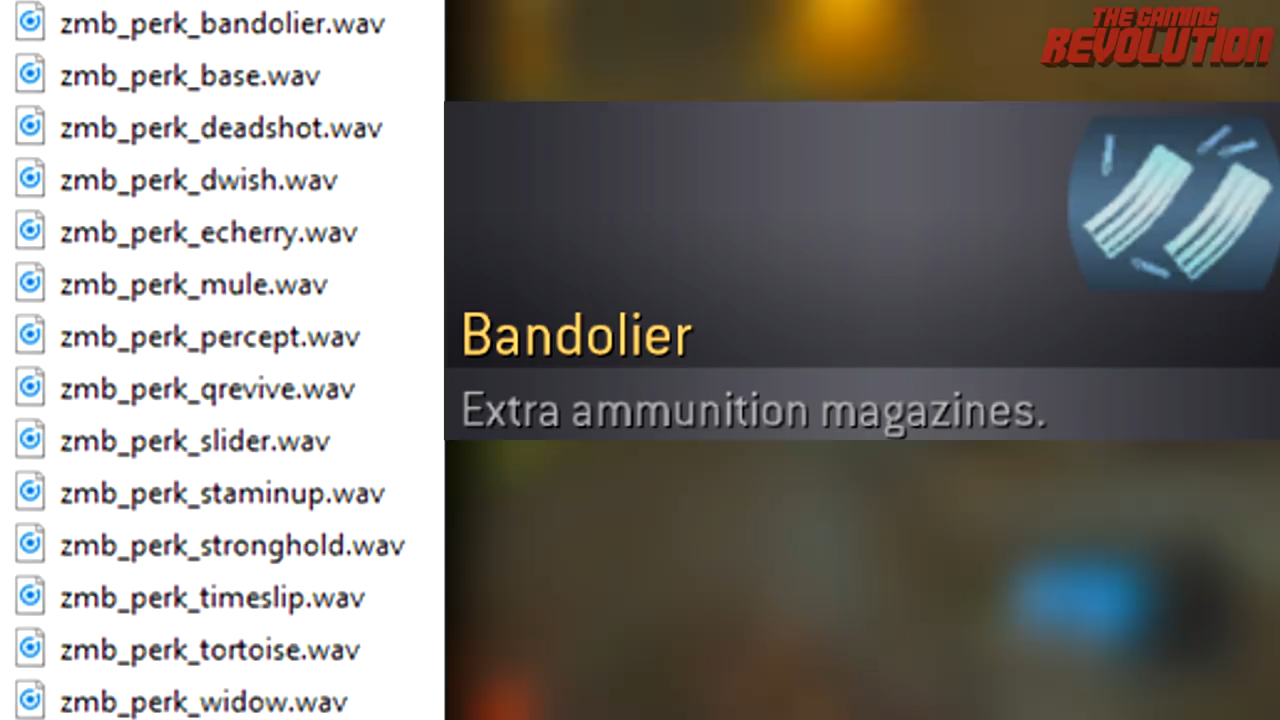 zmb_perk_bandolier.wav
zmb_perk_base.wav
zmb_perk_deadshot.wav
zmb_perk_dwish.wav
zmb_perk_echerry.wav
zmb_perk_mule.wav
zmb_perk_percept.wav
zmb_perk_qrevive.wav
zmb_perk_slider.wav
zmb_perk_staminup.wav
zmb_perk_stronghold.wav
zmb_perk_timeslip.wav
zmb_perk_tortoise.wav
zmb_perk_widow.wav
THE GAMING
REVOLUTION
Bandolier
Extra ammunition magazines.